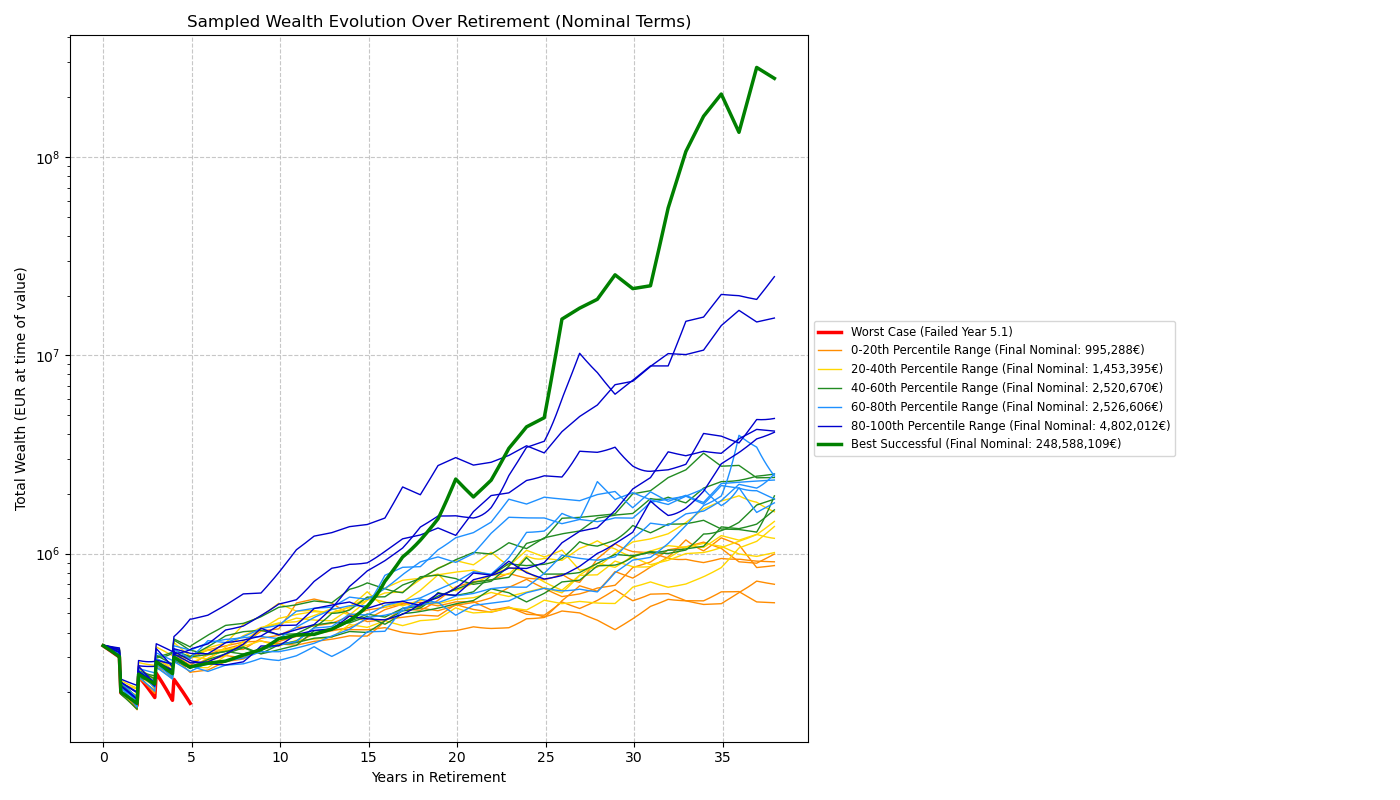 Sampled Wealth Evolution Over Retirement (Nominal Terms)
Total Wealth (EUR at time of value)
10⁸
10⁷
10⁶
0 5 10 15 20 25 30 35
Years in Retirement
Worst Case (Failed Year 5.1)
0-20th Percentile Range (Final Nominal: 995,288€)
20-40th Percentile Range (Final Nominal: 1,453,395€)
40-60th Percentile Range (Final Nominal: 2,520,670€)
60-80th Percentile Range (Final Nominal: 2,526,606€)
80-100th Percentile Range (Final Nominal: 4,802,012€)
Best Successful (Final Nominal: 248,588,109€)